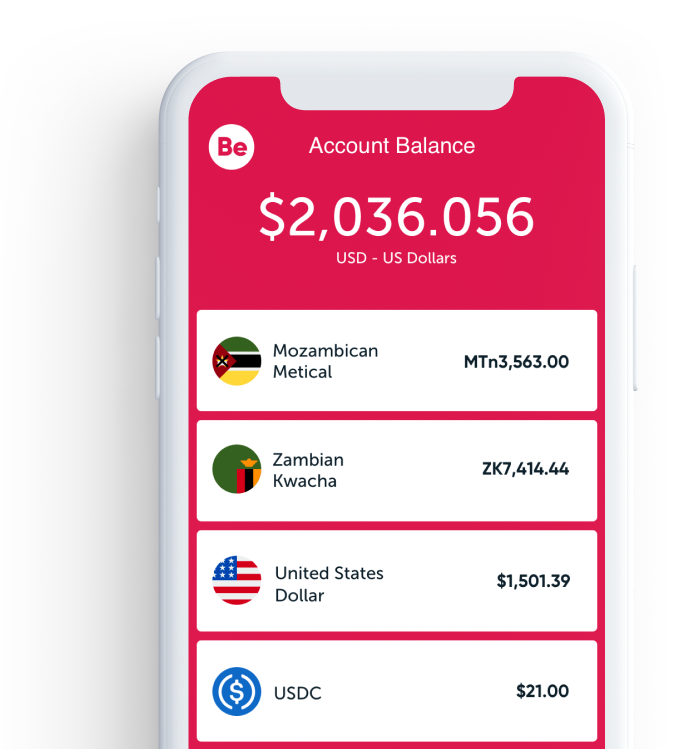 Be
Account Balance
$2,036.056
USD - US Dollars
Mozambican
Metical
MTn3,563.00
Zambian
Kwacha
ZK7,414.44
United States
Dollar
$1,501.39
USDC
$21.00